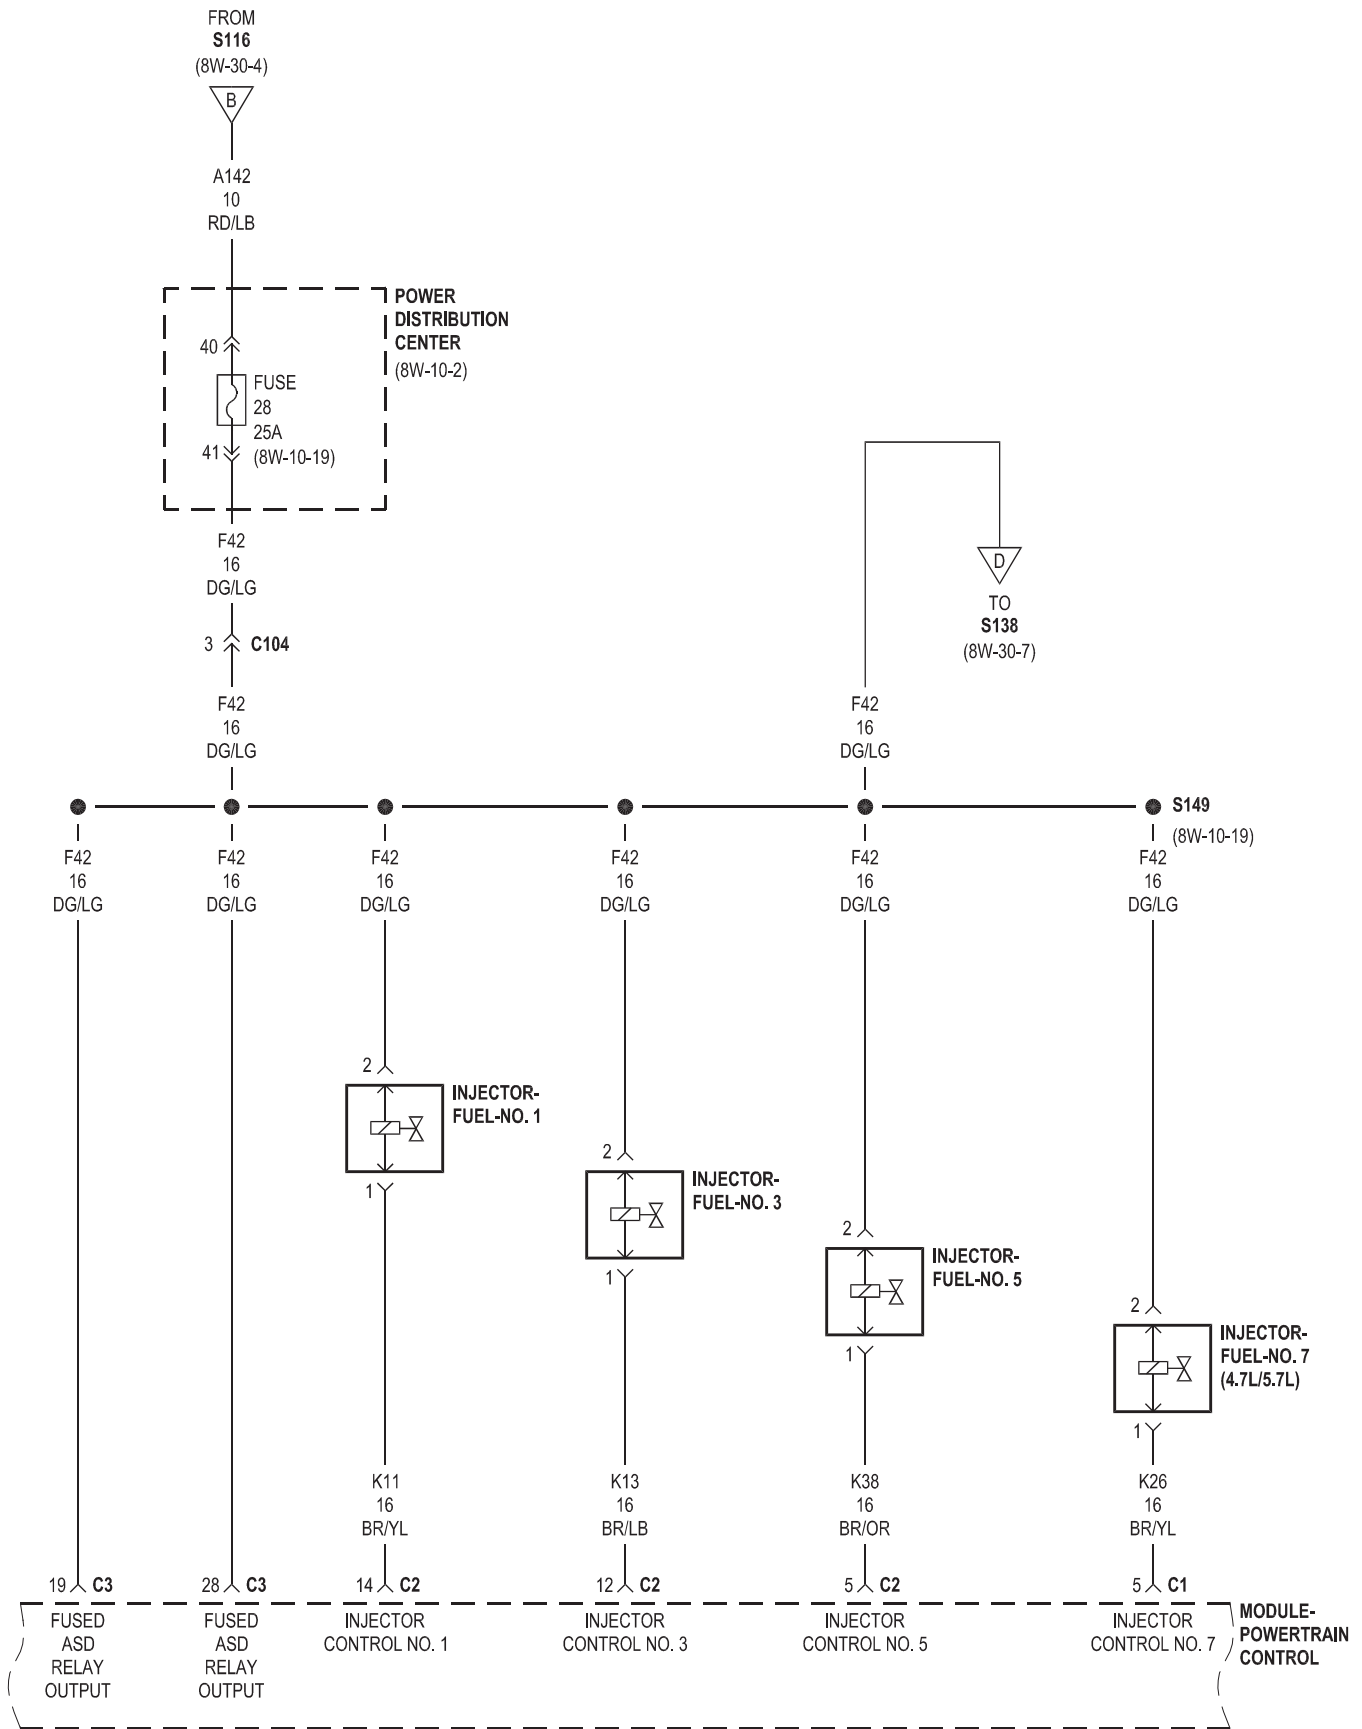 FROM
S116
(8W-30-4)
B
A142
10
RD/LB
POWER
DISTRIBUTION
CENTER
(8W-10-2)
40
FUSE
28
25A
(8W-10-19)
41
F42
16
DG/LG
3
C104
F42
16
DG/LG
D
TO
S138
(8W-30-7)
F42
16
DG/LG
S149
(8W-10-19)
F42
16
DG/LG
F42
16
DG/LG
F42
16
DG/LG
F42
16
DG/LG
F42
16
DG/LG
F42
16
DG/LG
2
INJECTOR-
FUEL-NO. 1
1
2
INJECTOR-
FUEL-NO. 3
1
2
INJECTOR-
FUEL-NO. 5
1
2
INJECTOR-
FUEL-NO. 7
(4.7L/5.7L)
1
K11
16
BR/YL
K13
16
BR/LB
K38
16
BR/OR
K26
16
BR/YL
19 C3
28 C3
14 C2
12 C2
5 C2
5 C1
FUSED
ASD
RELAY
OUTPUT
FUSED
ASD
RELAY
OUTPUT
INJECTOR
CONTROL NO. 1
INJECTOR
CONTROL NO. 3
INJECTOR
CONTROL NO. 5
INJECTOR
CONTROL NO. 7
MODULE-
POWERTRAIN
CONTROL